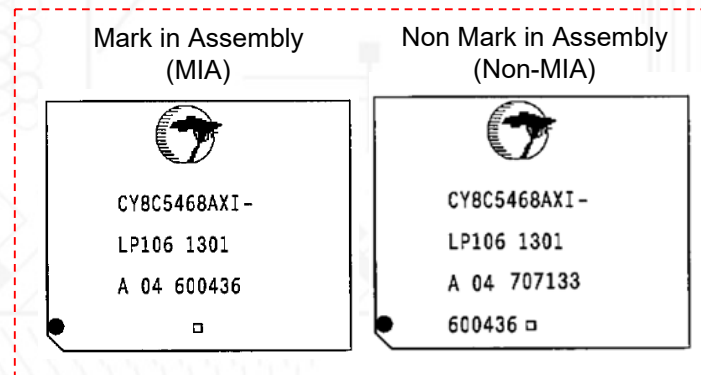 Mark in Assembly
(MIA)
CY8C5468AXI-
LP106 1301
A 04 600436
Non Mark in Assembly
(Non-MIA)
CY8C5468AXI-
LP106 1301
A 04 707133
600436